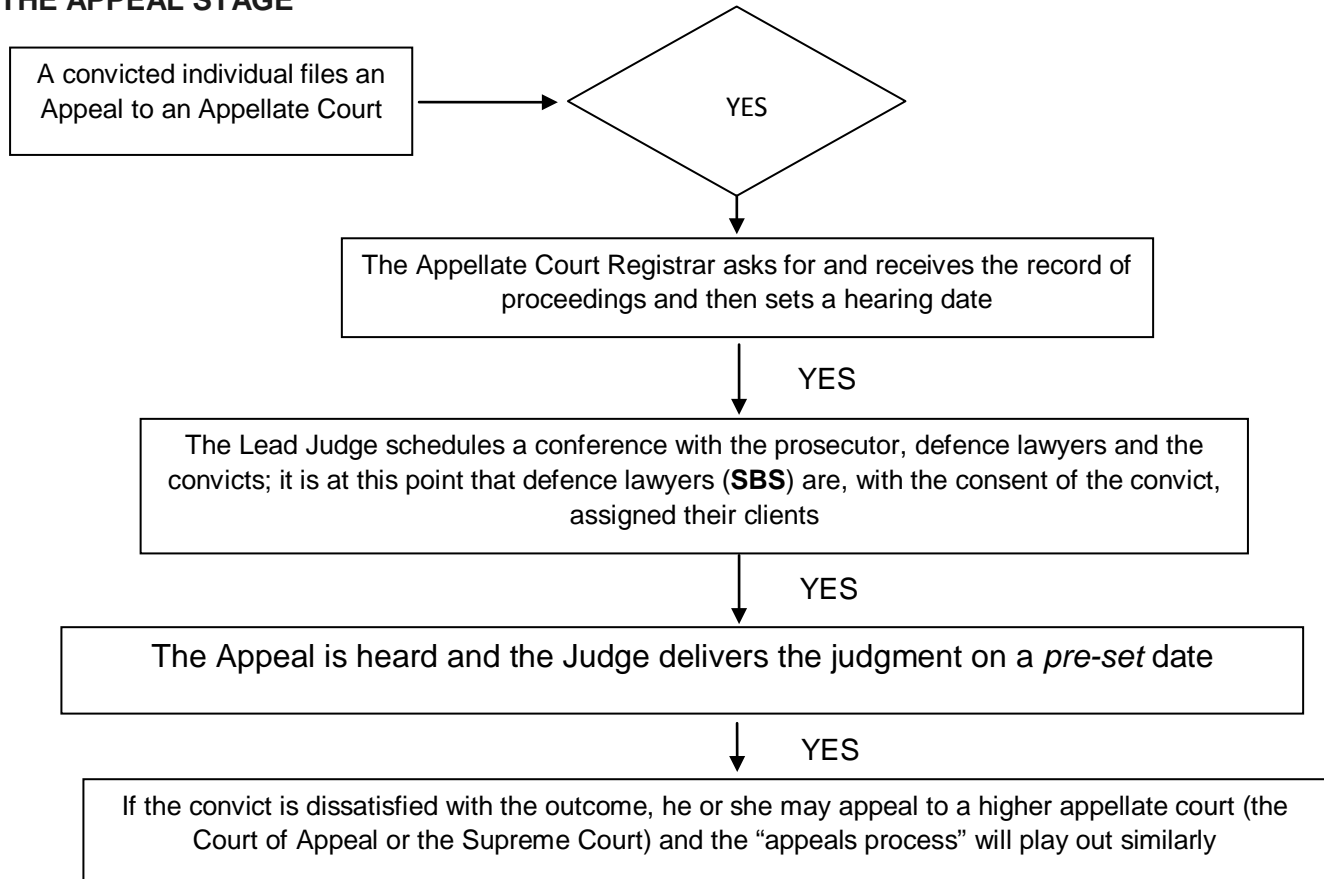 THE APPEAL STAGE
A convicted individual files an
Appeal to an Appellate Court
YES
The Appellate Court Registrar asks for and receives the record of
proceedings and then sets a hearing date
YES
The Lead Judge schedules a conference with the prosecutor, defence lawyers and the
convicts; it is at this point that defence lawyers (SBS) are, with the consent of the convict,
assigned their clients
YES
The Appeal is heard and the Judge delivers the judgment on a pre-set date
YES
If the convict is dissatisfied with the outcome, he or she may appeal to a higher appellate court (the
Court of Appeal or the Supreme Court) and the “appeals process” will play out similarly